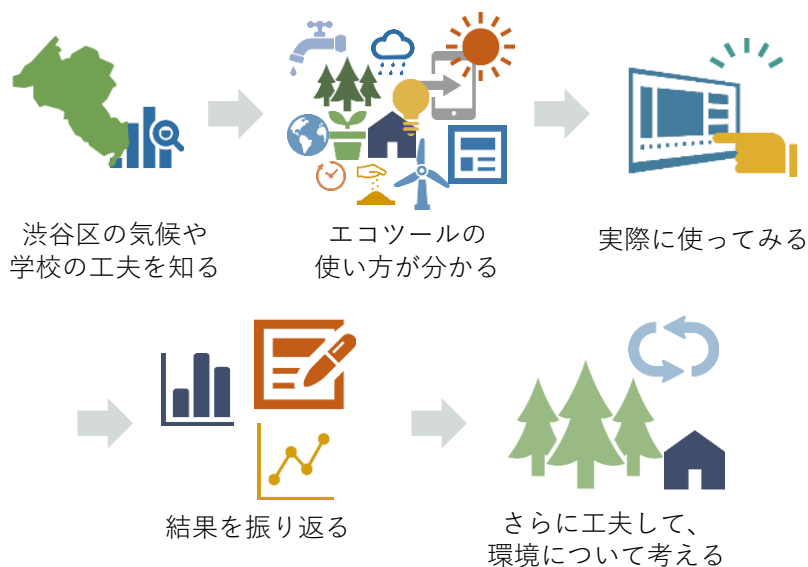 渋谷区の気候や
学校の工夫を知る
エコツールの
使い方が分かる
実際に使ってみる
結果を振り返る
さらに工夫して、
環境について考える